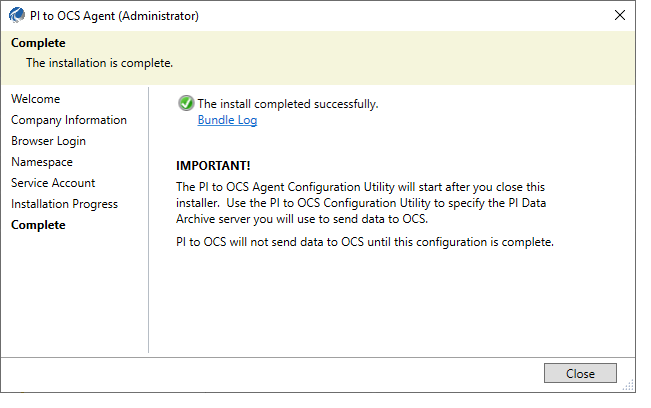 PI to OCS Agent (Administrator)
Complete
The installation is complete.
Welcome
Company Information
Browser Login
Namespace
Service Account
Installation Progress
Complete
The install completed successfully.
Bundle Log
IMPORTANT!
The PI to OCS Agent Configuration Utility will start after you close this
installer.  Use the PI to OCS Configuration Utility to specify the PI Data
Archive server you will use to send data to OCS.
PI to OCS will not send data to OCS until this configuration is complete.
Close